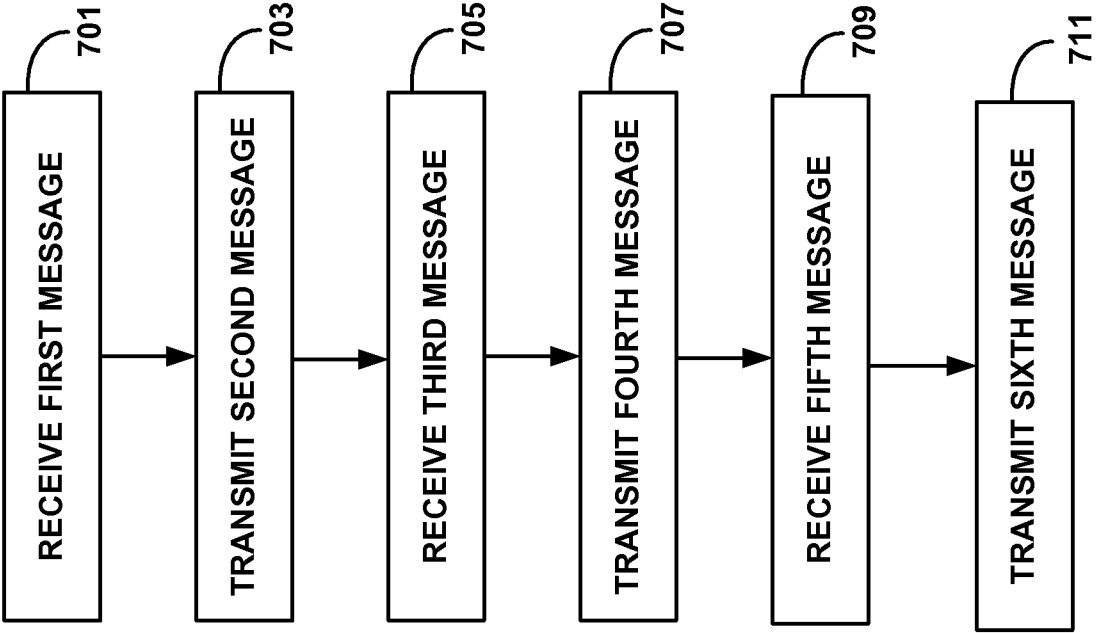 701
RECEIVE FIRST MESSAGE
703
TRANSMIT SECOND MESSAGE
705
RECEIVE THIRD MESSAGE
707
TRANSMIT FOURTH MESSAGE
709
RECEIVE FIFTH MESSAGE
711
TRANSMIT SIXTH MESSAGE